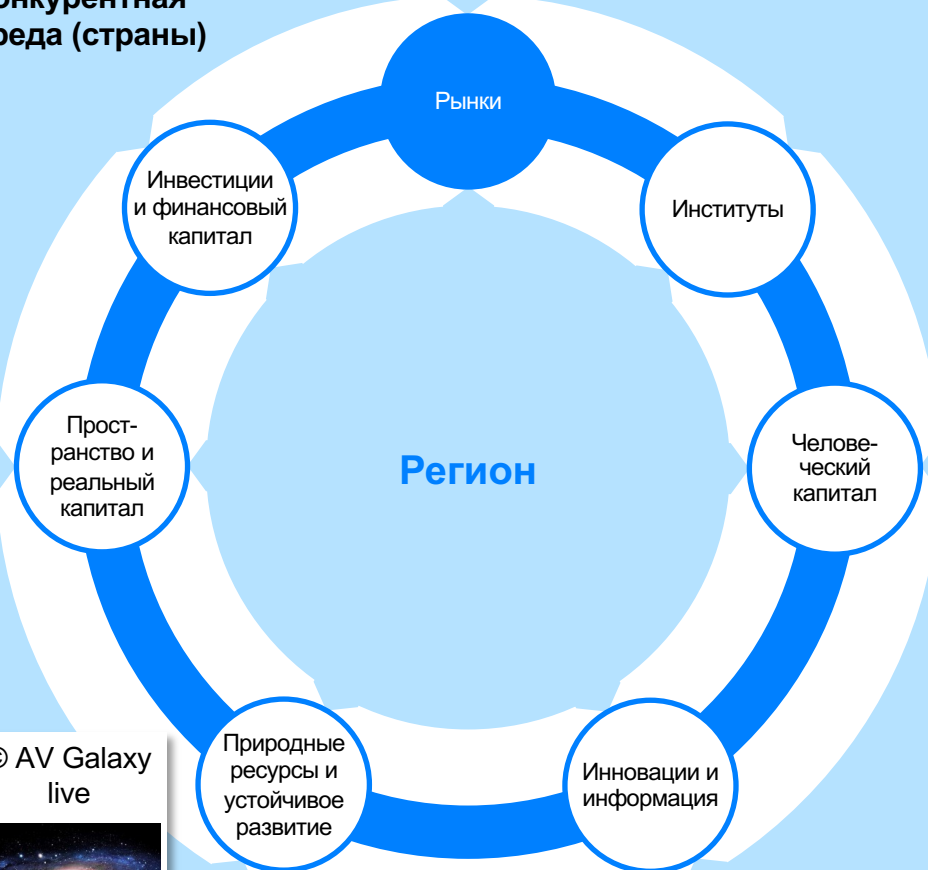 онкурентная
реда (страны)
Рынки
Инвестиции
и финансовый
капитал
Институты
Прост-
ранство и
реальный
капитал
Регион
Челове-
ческий
капитал
Природные
ресурсы и
устойчивое
развитие
Инновации и
информация
© AV Galaxy
live